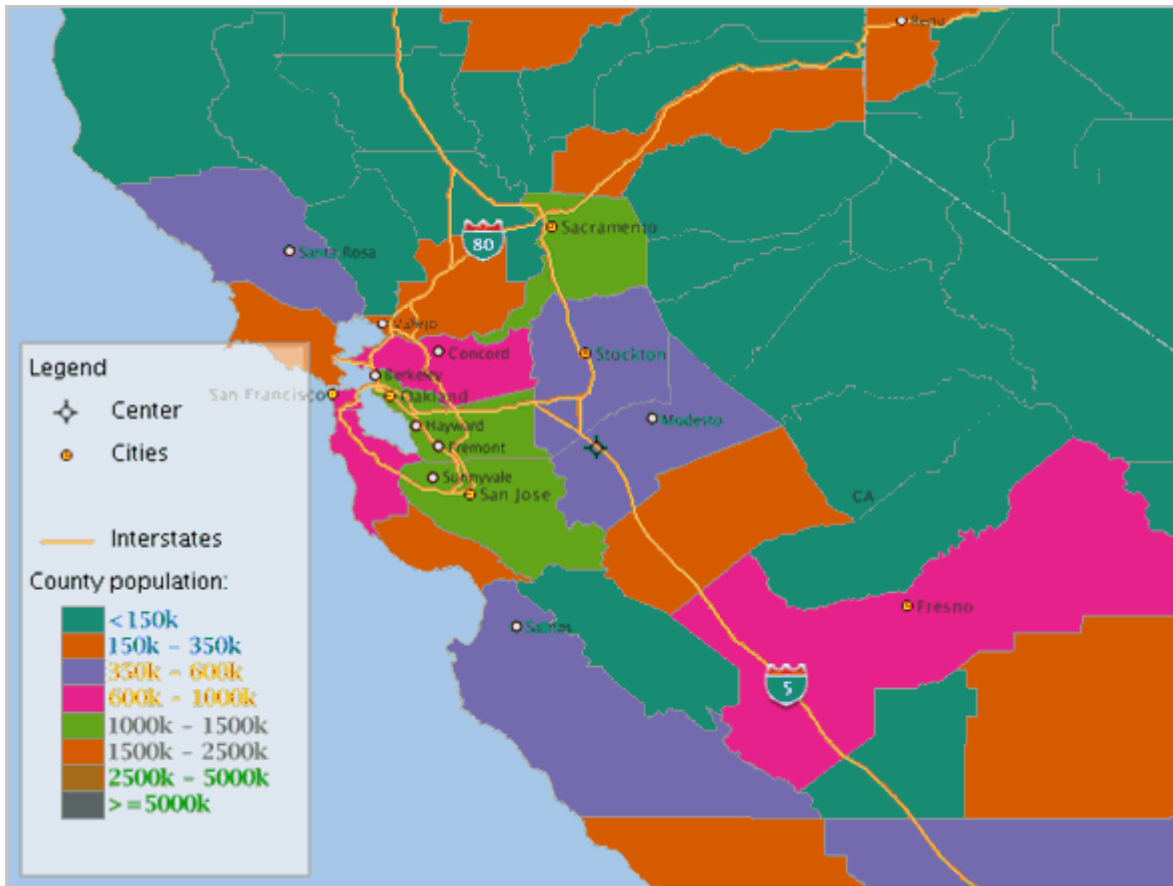 Reno
Sacramento
80
Santa Rosa
Vallejo
Concord
Stockton
Berkeley
San Francisco
Oakland
Hayward
Modesto
Fremont
Sunnyvale
San Jose
CA
Fresno
Salinas
5
Legend
Center
Cities
Interstates
County population:
<150k
150k - 350k
350k - 600k
600k - 1000k
1000k - 1500k
1500k - 2500k
2500k - 5000k
>=5000k